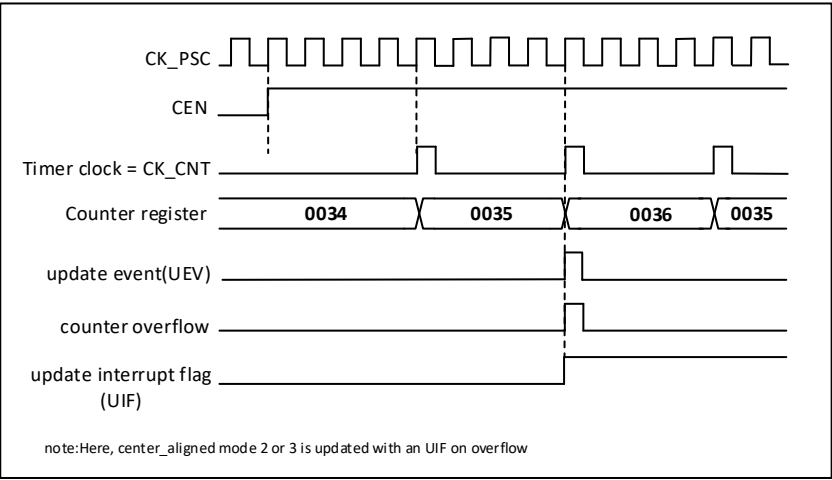 CK_PSC
CEN
Timer clock = CK_CNT
Counter register 0034 0035 0036 0035
update event(UEV)
counter overflow
update interrupt flag
(UIF)
note:Here, center_aligned mode 2 or 3 is updated with an UIF on overflow